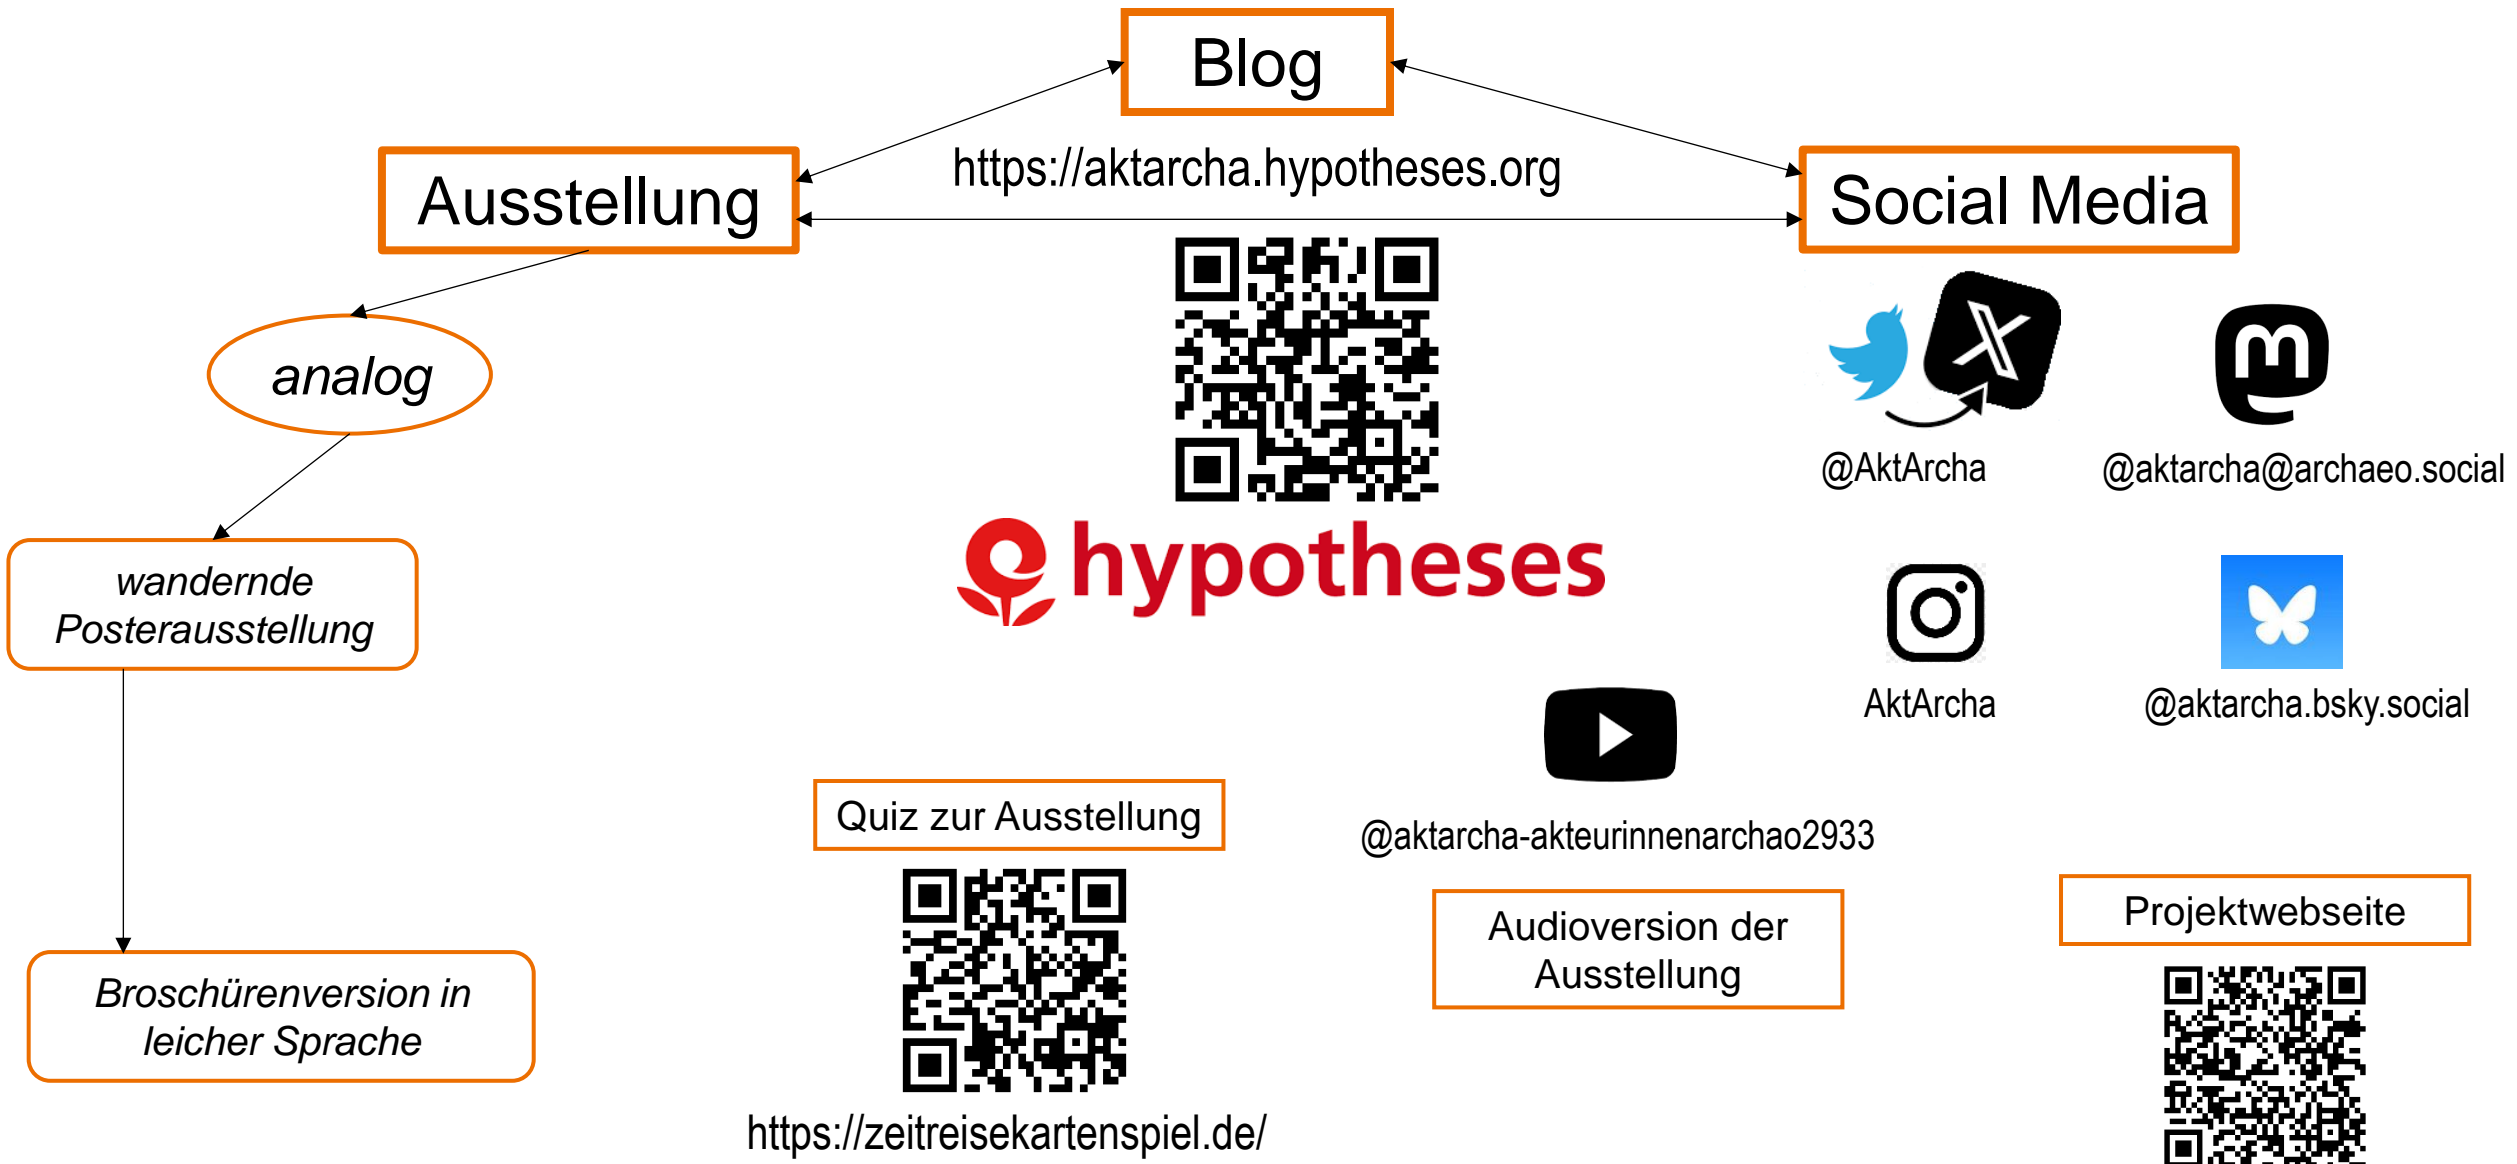 Blog
https://aktarcha.hypotheses.org
Ausstellung
Social Media
analog
@AktArcha
@aktarcha@archaeo.social
hypotheses
wandernde
Posterausstellung
AktArcha
@aktarcha.bsky.social
Quiz zur Ausstellung
@aktarcha-akteurinnenarchao2933
Audioversion der
Ausstellung
Projektwebseite
Broschürenversion in
leicher Sprache
https://zeitreisekartenspiel.de/